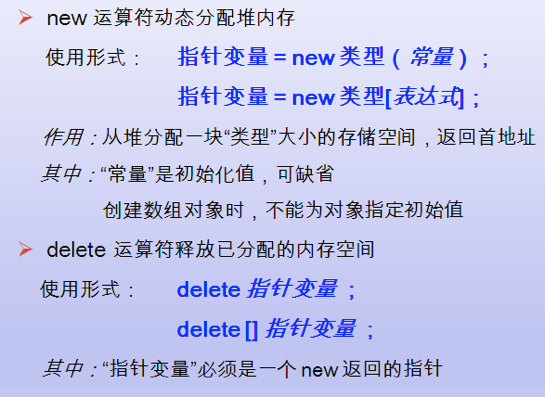 new 运算符动态分配堆内存
使用形式： 指针变量 = new 类型 ( 常量 ) ；
指针变量 = new 类型[表达式] ；
作用：从堆分配一块“类型”大小的存储空间，返回首地址
其中：“常量”是初始化值，可缺省
创建数组对象时，不能为对象指定初始值
delete 运算符释放已分配的内存空间
使用形式： delete 指针变量 ；
delete [] 指针变量 ；
其中：“指针变量”必须是一个 new 返回的指针